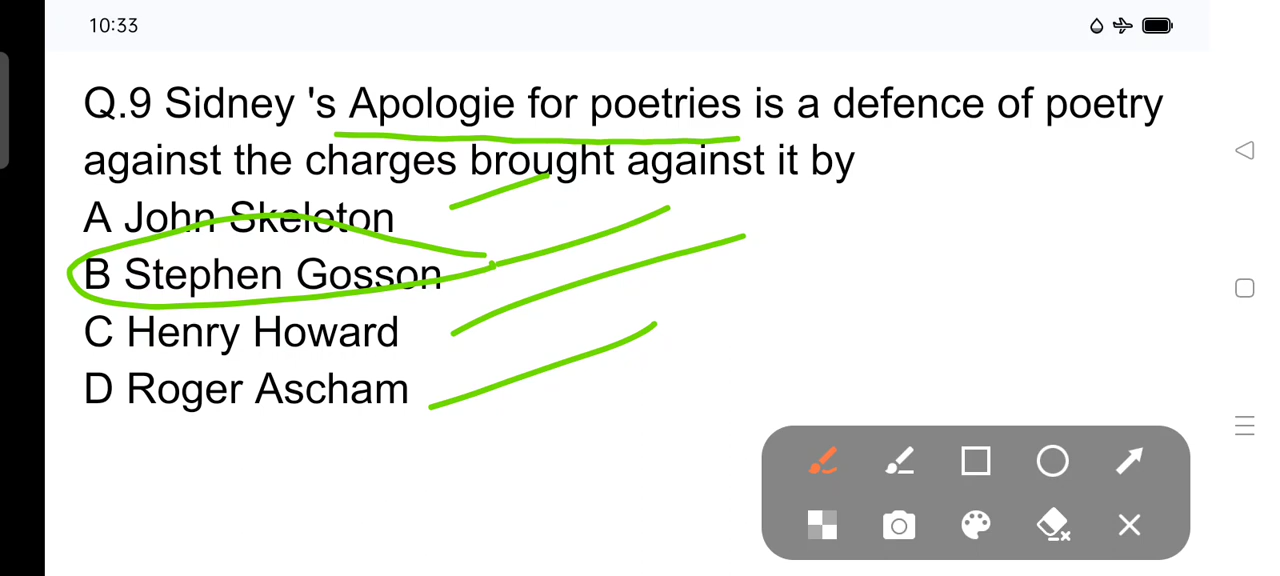 10:33
Q.9 Sidney 's Apologie for poetries is a defence of poetry
against the charges brought against it by
A John Skeleton
B Stephen Gosson
C Henry Howard
D Roger Ascham